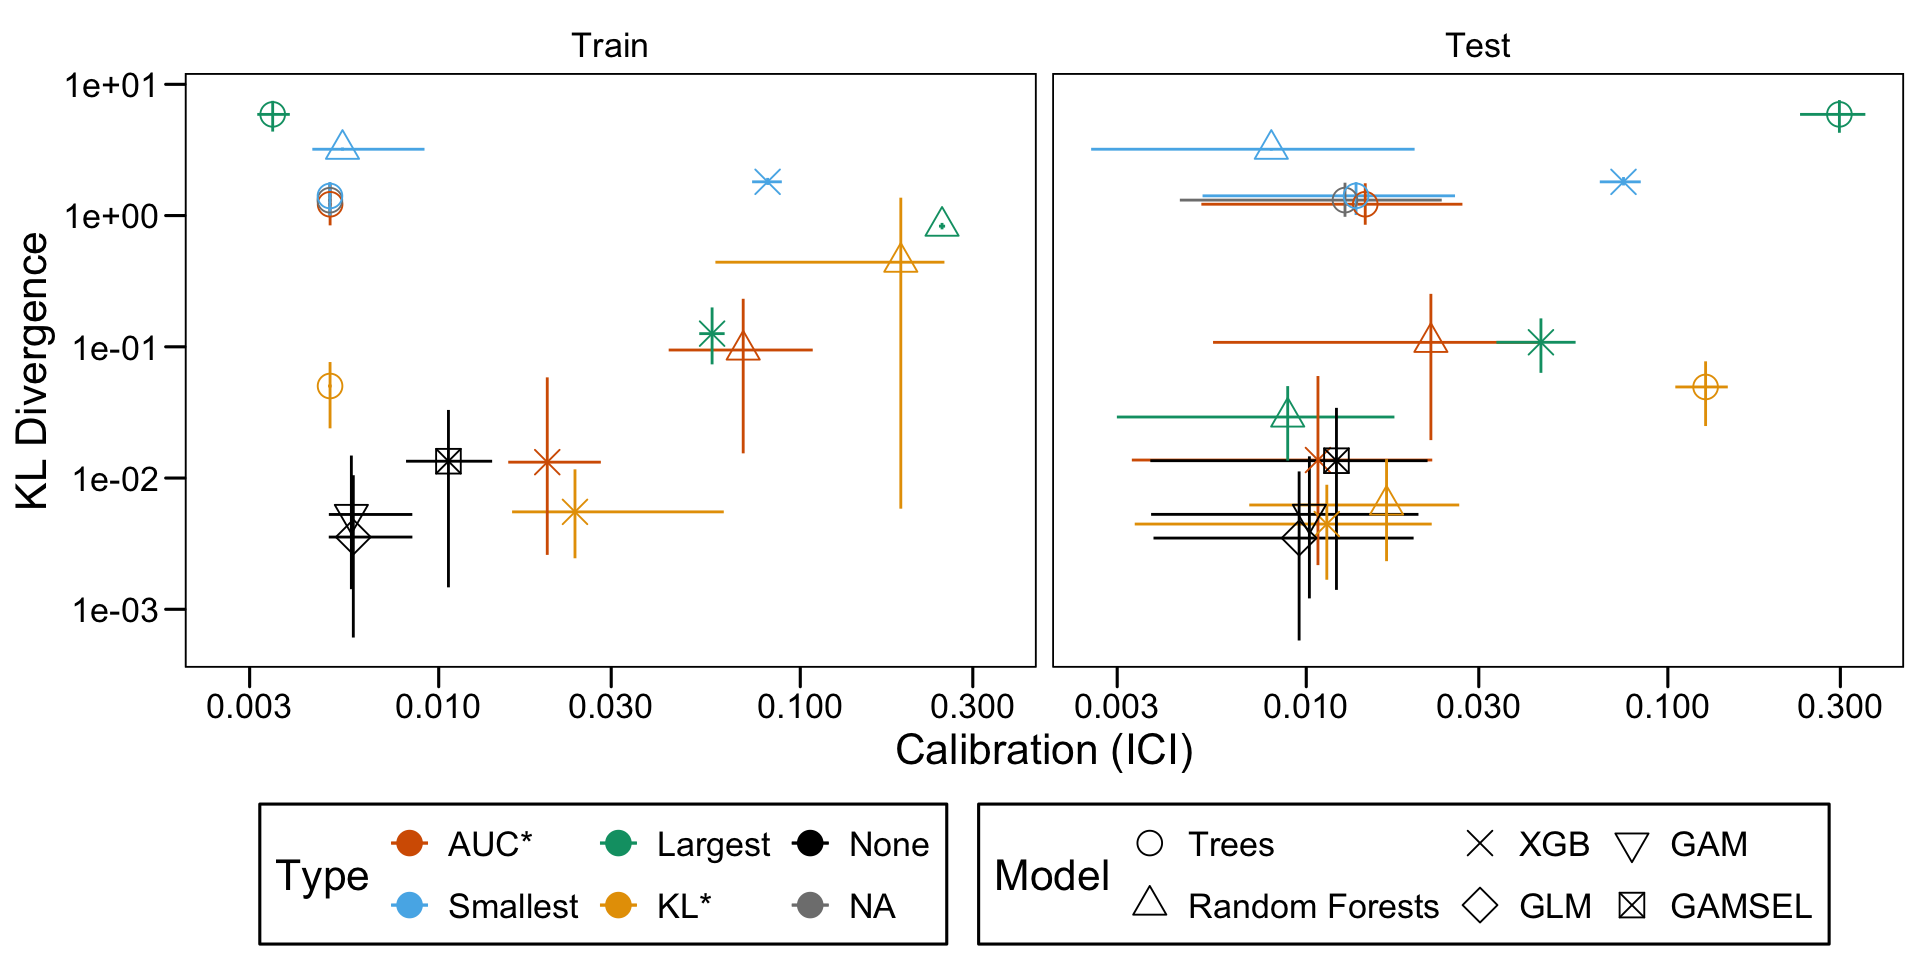 Train
Test
KL Divergence
1e+01
1e+00
1e-01
1e-02
1e-03
0.003 0.010 0.030 0.100 0.300
0.003 0.010 0.030 0.100 0.300
Calibration (ICI)
Type
AUC* Largest None
Smallest KL* NA
Model
Trees XGB GAM
Random Forests GLM GAMSEL